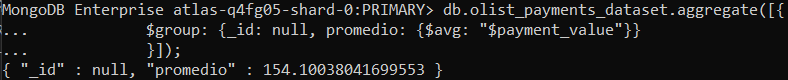 MongoDB Enterprise atlas-q4fg05-shard-0:PRIMARY> db.olist_payments_dataset.aggregate([{
...     $group: {_id: null, promedio: {$avg: "$payment_value"}}
...     }]);
{ "_id" : null, "promedio" : 154.10038041699553 }